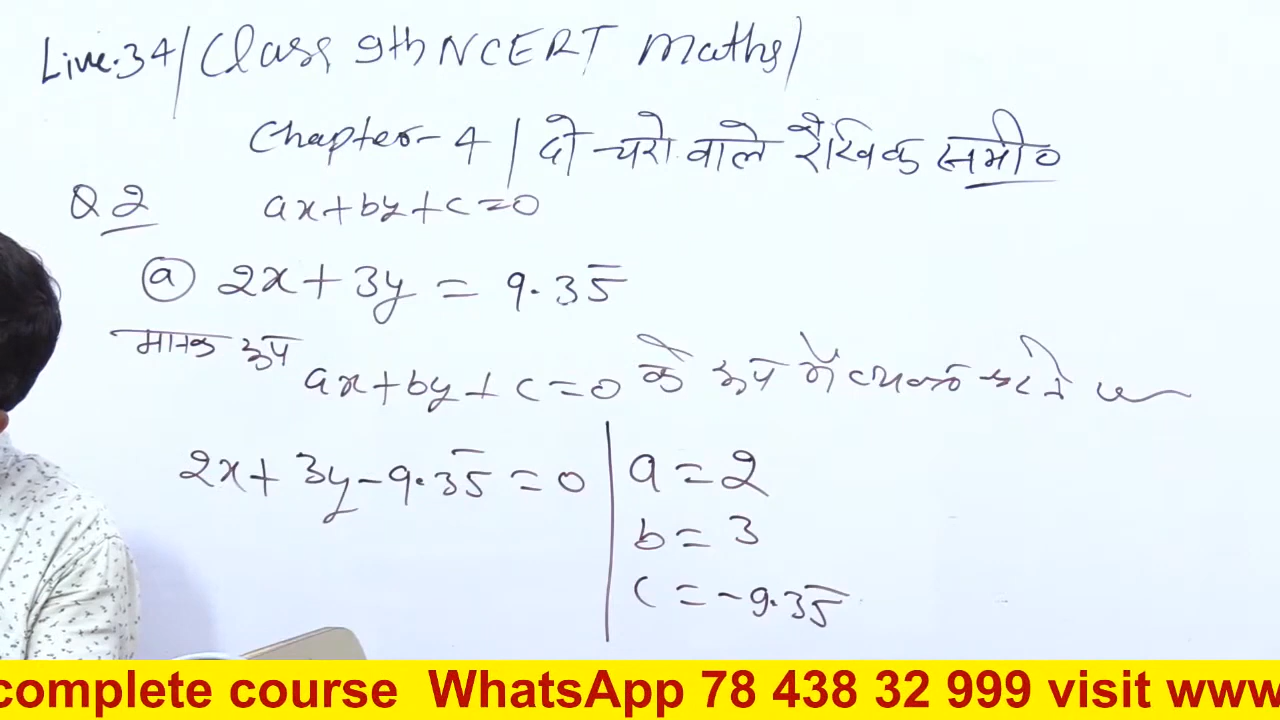 Live.34/Class 9th NCERT Maths/
Chapter-4/दो चरो वाले रैखिक समी०
Q 2 ax+by+c=0
(a) 2x+3y = 9.35̅
मानक रूप
ax+by+c=0 के रूप में व्यक्त करने पर
2x+3y-9.35̅=0
a=2
b=3
c=-9.35̅
complete course WhatsApp 78 438 32 999 visit www.